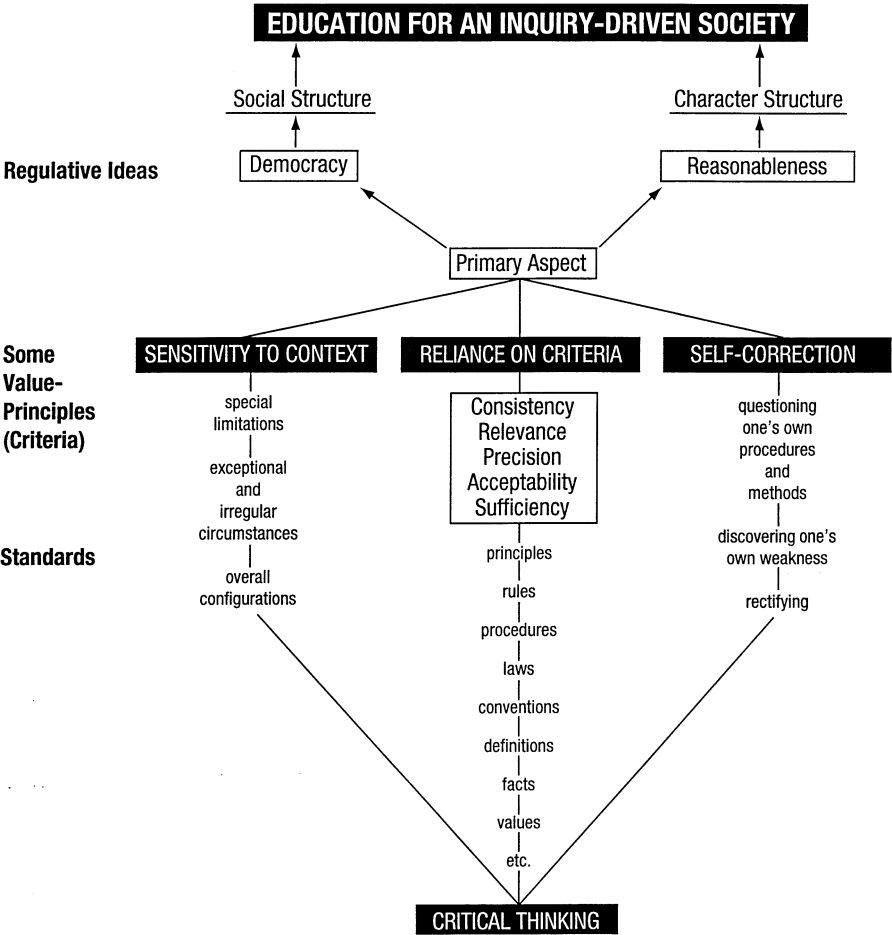 EDUCATION FOR AN INQUIRY-DRIVEN SOCIETY
Social Structure
Character Structure
Regulative Ideas
Democracy
Reasonableness
Primary Aspect
Some
Value-
Principles
(Criteria)
SENSITIVITY TO CONTEXT
special
limitations
exceptional
and
irregular
circumstances
overall
configurations
RELIANCE ON CRITERIA
Consistency
Relevance
Precision
Acceptability
Sufficiency
principles
rules
procedures
laws
conventions
definitions
facts
values
etc.
SELF-CORRECTION
questioning
one's own
procedures
and
methods
discovering one's
own weakness
rectifying
Standards
CRITICAL THINKING